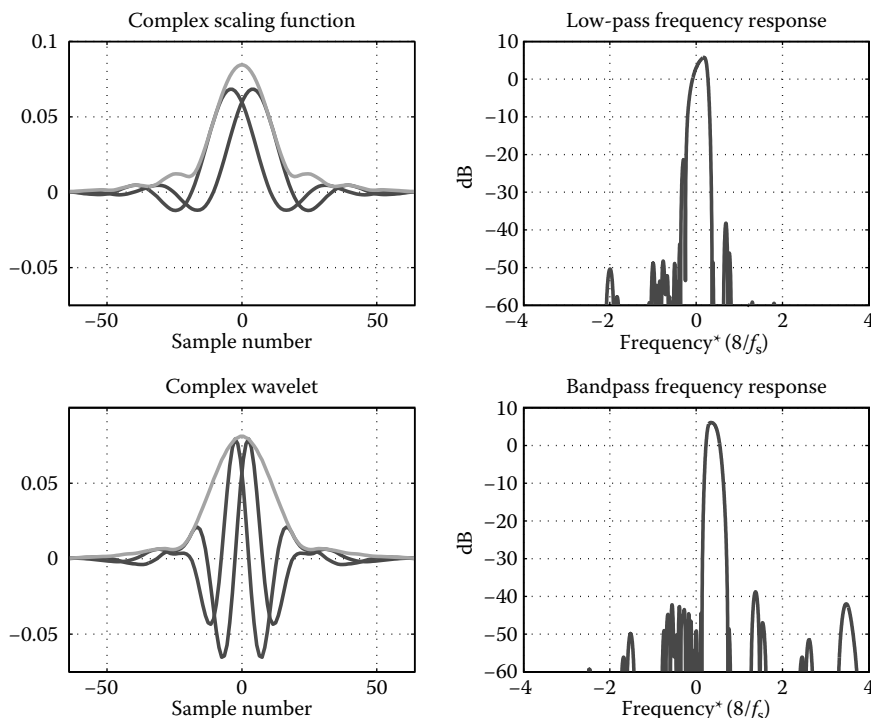 Complex scaling function
0.1
0.05
0
−0.05
−50 0 50
Sample number
Low-pass frequency response
10
0
−10
−20
−30
−40
−50
−60
dB
−4 −2 0 2 4
Frequency* (8/fs)
Complex wavelet
0.05
0
−0.05
−50 0 50
Sample number
Bandpass frequency response
10
0
−10
−20
−30
−40
−50
−60
dB
−4 −2 0 2 4
Frequency* (8/fs)